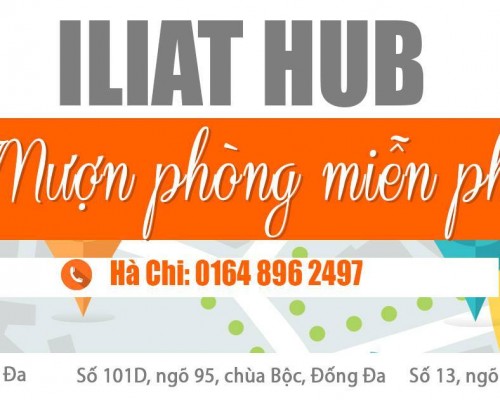 ILIAT HUB
Mượn phòng miễn ph
Hà Chi: 0164 896 2497
Đa Số 101D, ngõ 95, chùa Bộc, Đống Đa Số 13, ngõ